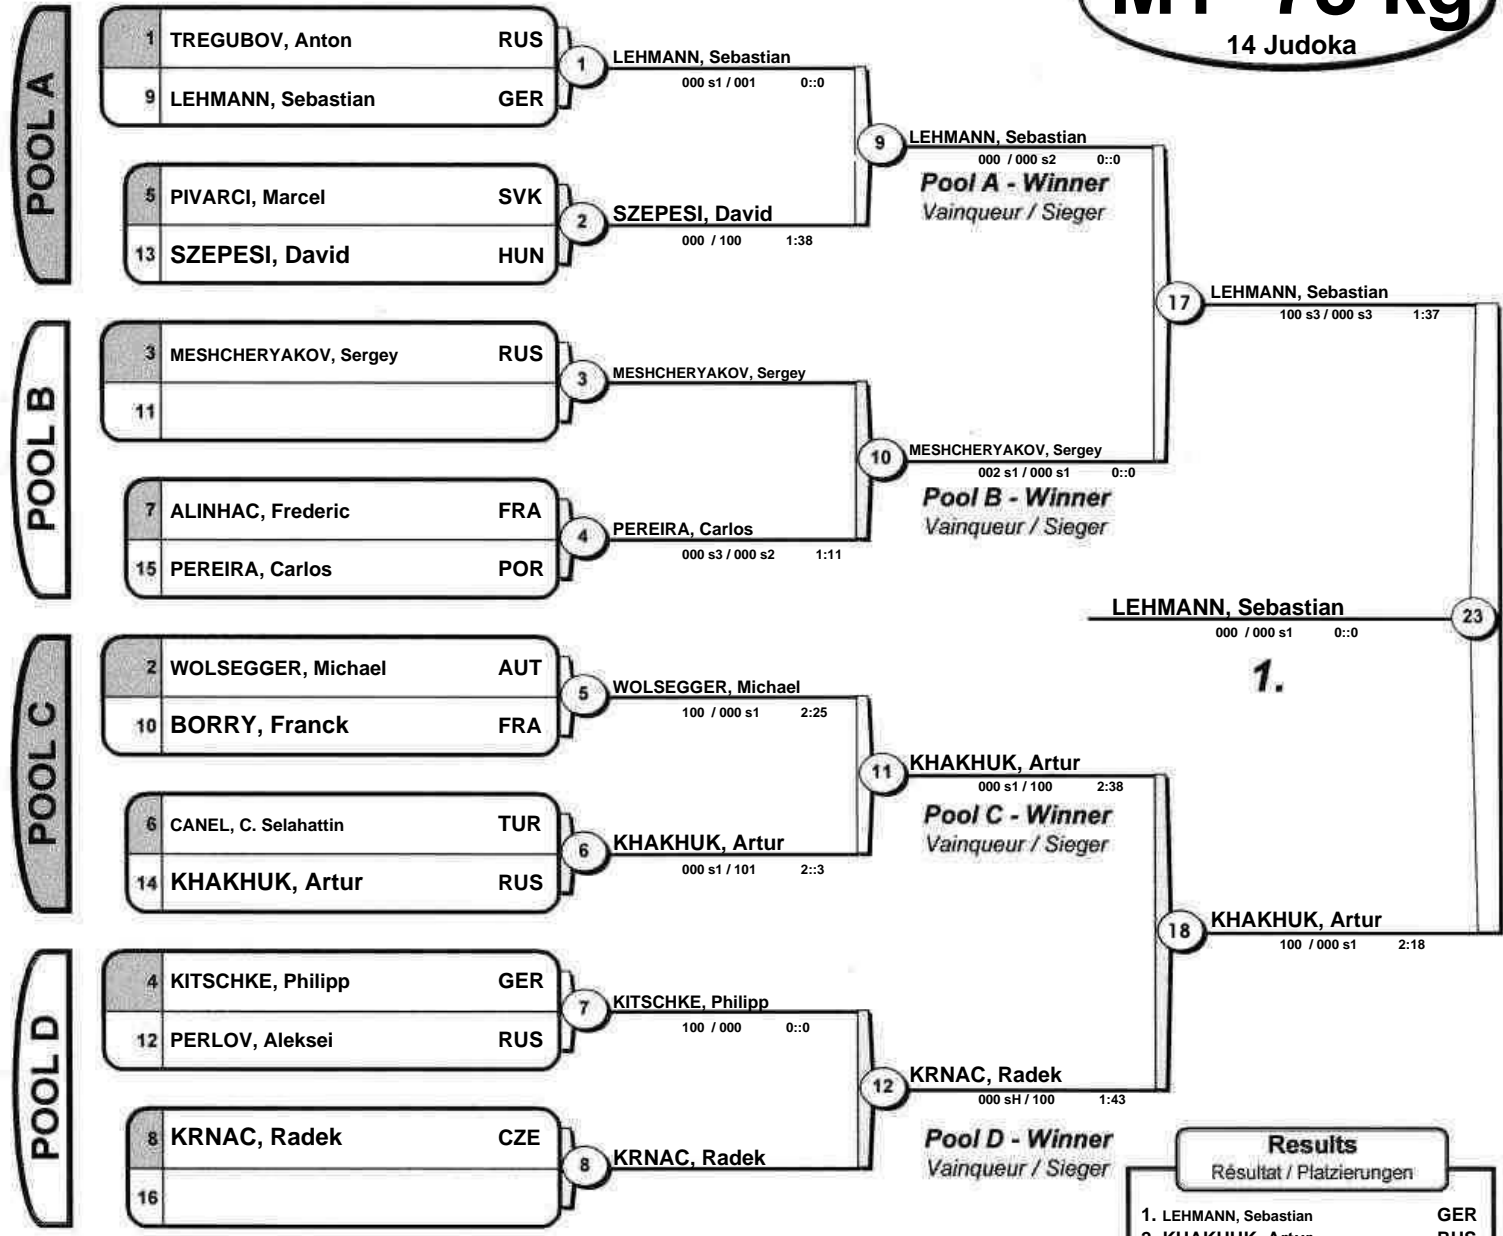 M1 -73 kg
14 Judoka
POOL A
1 TREGUBOV, Anton RUS
9 LEHMANN, Sebastian GER
1 LEHMANN, Sebastian
000 s1 / 001 0::0
5 PIVARCI, Marcel SVK
13 SZEPESI, David HUN
2 SZEPESI, David
000 / 100 1:38
9 LEHMANN, Sebastian
000 / 000 s2 0::0
Pool A - Winner
Vainqueur / Sieger
POOL B
3 MESHCHERYAKOV, Sergey RUS
11
3 MESHCHERYAKOV, Sergey
7 ALINHAC, Frederic FRA
15 PEREIRA, Carlos POR
4 PEREIRA, Carlos
000 s3 / 000 s2 1:11
10 MESHCHERYAKOV, Sergey
002 s1 / 000 s1 0::0
Pool B - Winner
Vainqueur / Sieger
17 LEHMANN, Sebastian
100 s3 / 000 s3 1:37
LEHMANN, Sebastian 23
000 / 000 s1 0::0
1.
POOL C
2 WOLSEGGER, Michael AUT
10 BORRY, Franck FRA
5 WOLSEGGER, Michael
100 / 000 s1 2:25
6 CANEL, C. Selahattin TUR
14 KHAKHUK, Artur RUS
6 KHAKHUK, Artur
000 s1 / 101 2::3
11 KHAKHUK, Artur
000 s1 / 100 2:38
Pool C - Winner
Vainqueur / Sieger
18 KHAKHUK, Artur
100 / 000 s1 2:18
POOL D
4 KITSCHKE, Philipp GER
12 PERLOV, Aleksei RUS
7 KITSCHKE, Philipp
100 / 000 0::0
8 KRNAC, Radek CZE
16
8 KRNAC, Radek
12 KRNAC, Radek
000 sH / 100 1:43
Pool D - Winner
Vainqueur / Sieger
Results
Résultat / Platzierungen
1. LEHMANN, Sebastian GER
2. KHAKHUK, Artur RUS